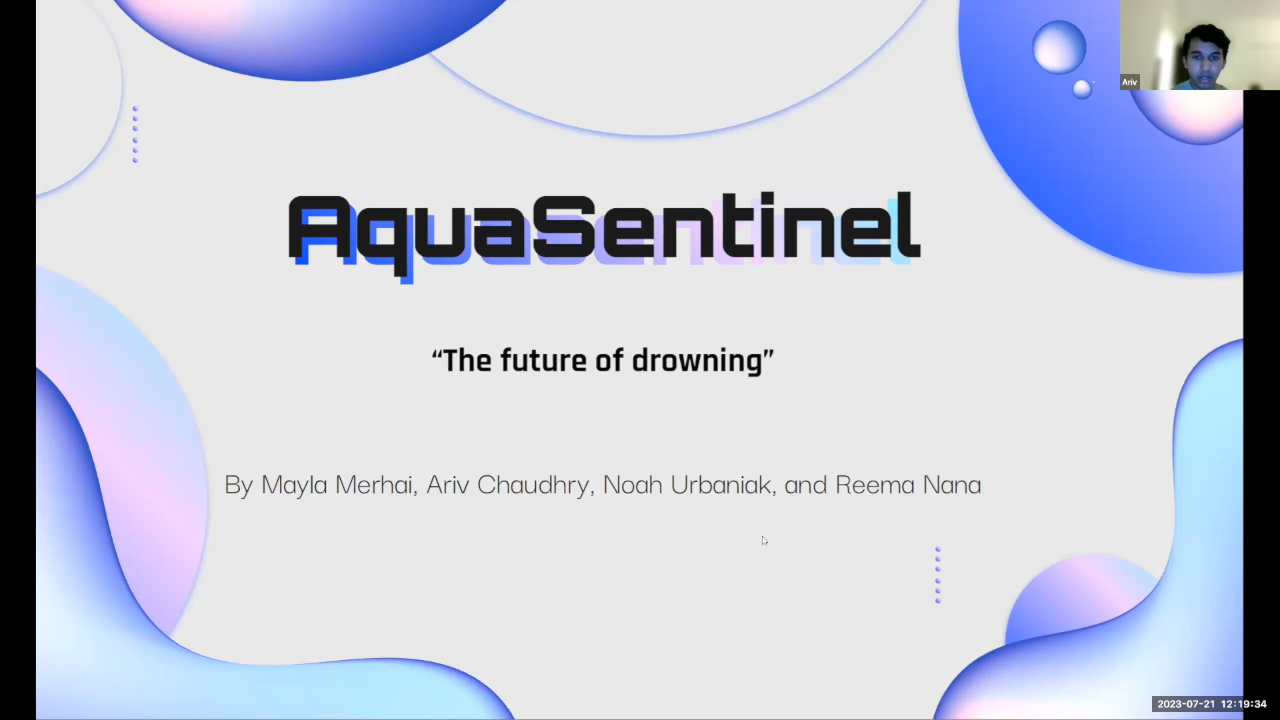 Ariv
AquaSentinel
“The future of drowning”
By Mayla Merhai, Ariv Chaudhry, Noah Urbaniak, and Reema Nana
2023-07-21 12:19:34